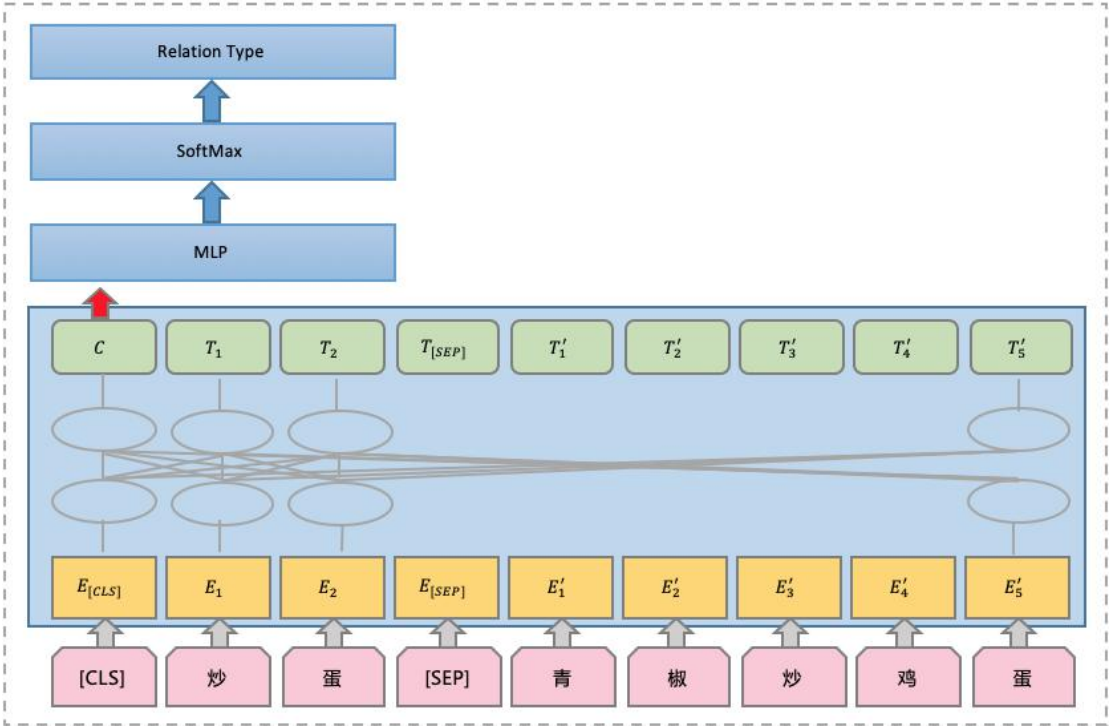 Relation Type
SoftMax
MLP
C T₁ T₂ T[SEP] T′₁ T′₂ T′₃ T′₄ T′₅
E[CLS] E₁ E₂ E[SEP] E′₁ E′₂ E′₃ E′₄ E′₅
[CLS] 炒 蛋 [SEP] 青 椒 炒 鸡 蛋